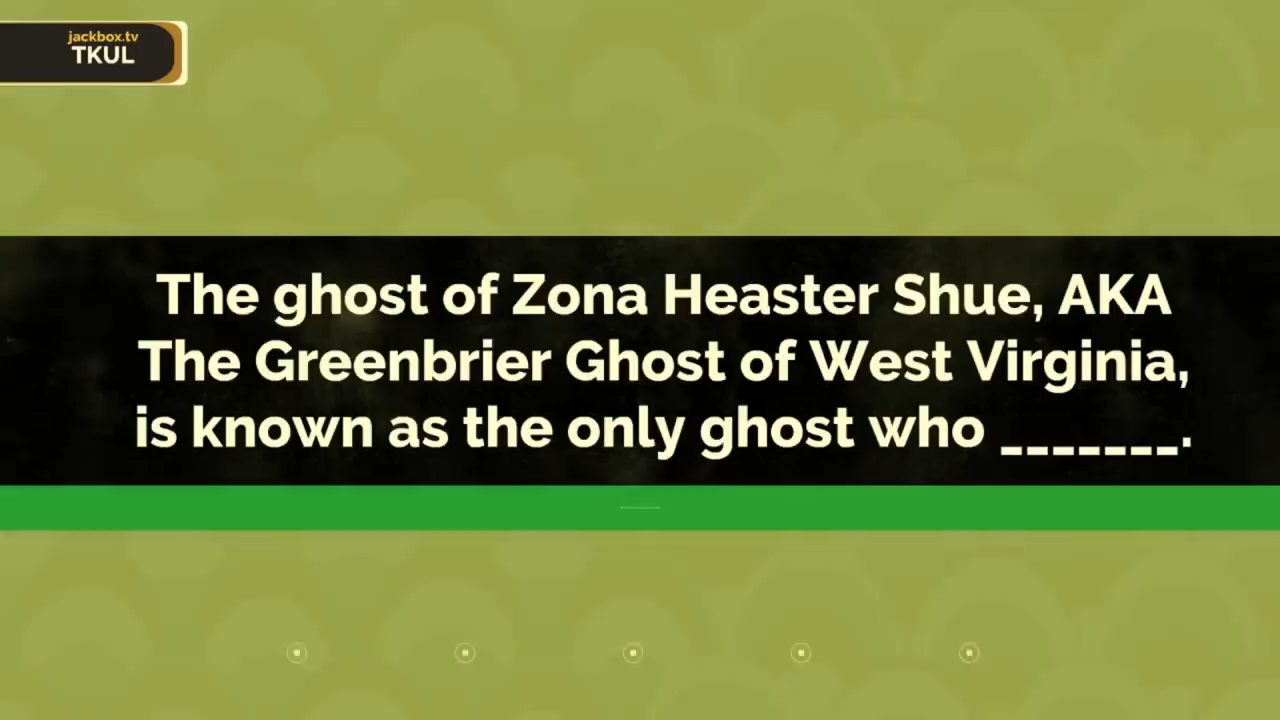 jackbox.tv
TKUL
The ghost of Zona Heaster Shue, AKA
The Greenbrier Ghost of West Virginia,
is known as the only ghost who _______.